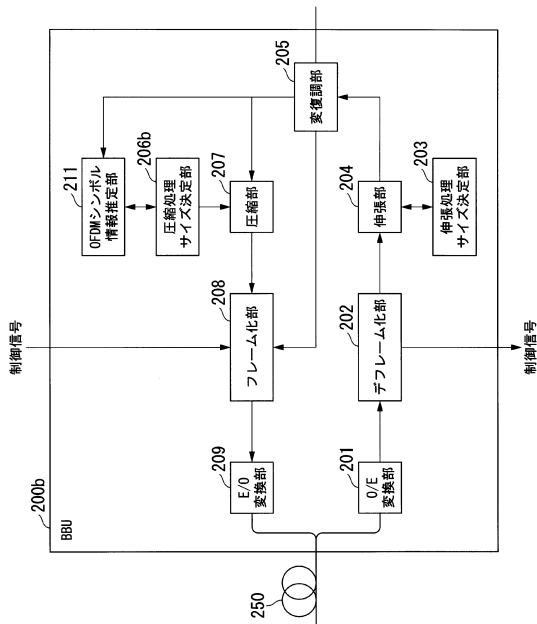 200b
BBU
制御信号
211
OFDMシンボル
情報推定部
206b
圧縮処理
サイズ決定部
207
圧縮部
205
変復調部
208
フレーム化部
209
E/O
変換部
204
伸張部
203
伸張処理
サイズ決定部
202
デフレーム化部
201
O/E
変換部
250
制御信号